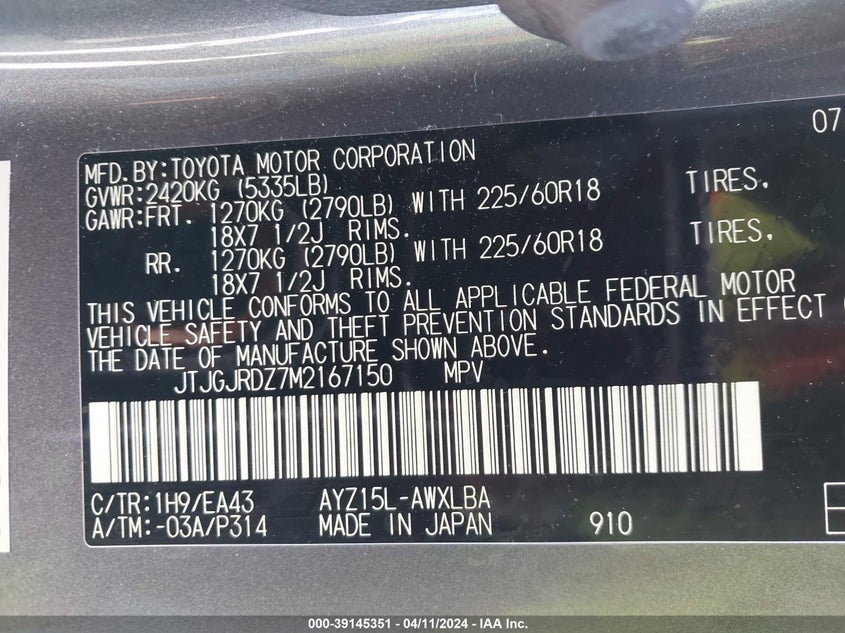 07
MFD.BY:TOYOTA MOTOR CORPORATION
GVWR:2420KG (5335LB)
GAWR:FRT. 1270KG (2790LB) WITH 225/60R18 TIRES,
18X7 1/2J RIMS.
RR. 1270KG (2790LB) WITH 225/60R18 TIRES,
18X7 1/2J RIMS.
THIS VEHICLE CONFORMS TO ALL APPLICABLE FEDERAL MOTOR
VEHICLE SAFETY AND THEFT PREVENTION STANDARDS IN EFFECT
THE DATE OF MANUFACTURE SHOWN ABOVE.
JTJGJRDZ7M2167150 MPV
C/TR:1H9/EA43 AYZ15L-AWXLBA
A/TM:-03A/P314 MADE IN JAPAN 910
000-39145351 - 04/11/2024 - IAA Inc.